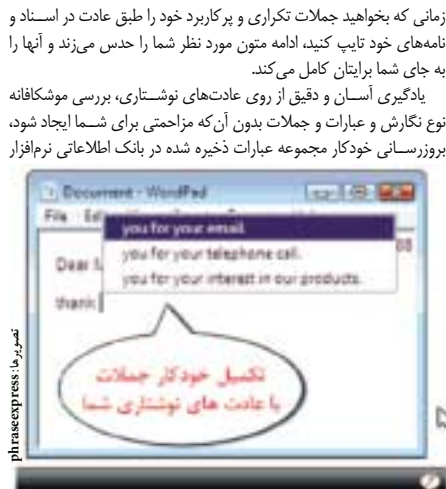 زمانی که بخواهید جملات تکراری و پرکاربرد خود را طبق عادت در اسناد و
نامه‌های خود تایپ کنید، ادامه متون مورد نظر شما را حدس می‌زند و آنها را
به جای شما برایتان کامل می‌کند.
یادگیری آسان و دقیق از روی عادت‌های نوشتاری، بررسی موشکافانه
نوع نگارش و عبارات و جملات بدون آن‌که مزاحمتی برای شما ایجاد شود،
بروزرسانی خودکار مجموعه عبارات ذخیره شده در بانک اطلاعاتی نرم‌افزار
Document - WordPad
File
you for your email.
you for your telephone call.
you for your interest in our products.
Dear
thank
تکمیل خودکار جملات
با عادت های نوشتاری شما
تصویرها: phraseexpress